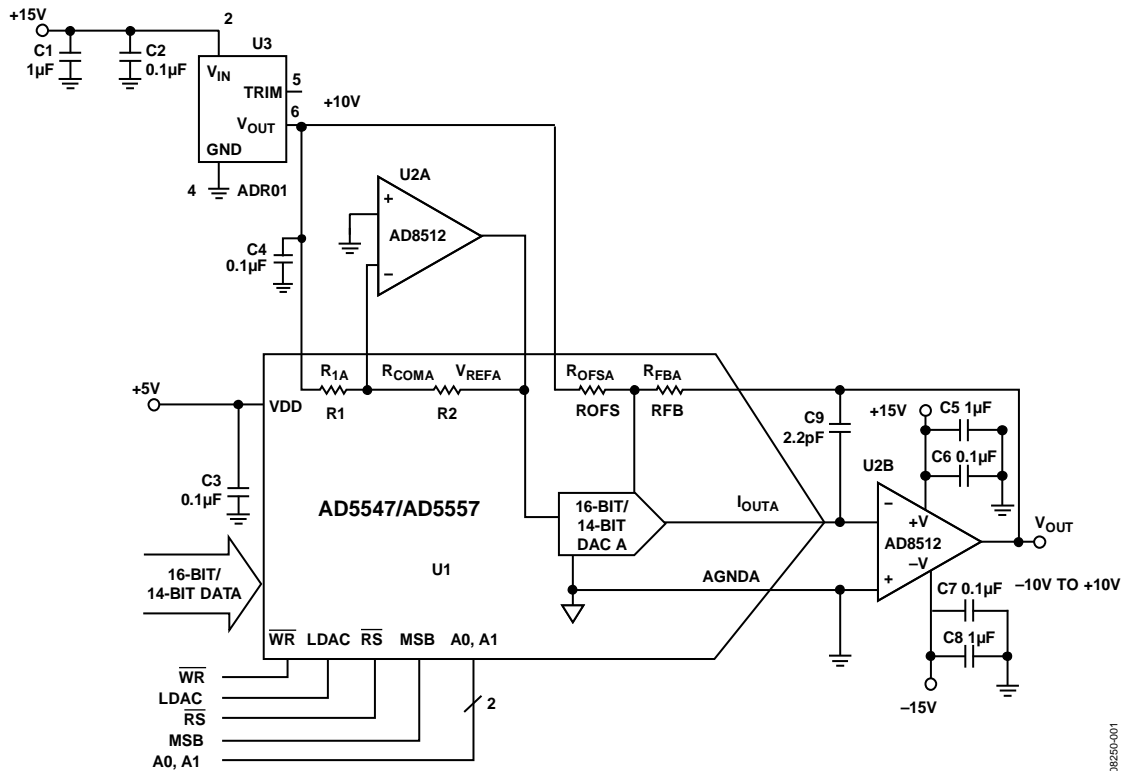 +15V
2
C1
1µF
C2
0.1µF
U3
VIN
TRIM
5
VOUT
6
+10V
GND
4
ADR01
U2A
+
AD8512
–
C4
0.1µF
R1A
RCOMA
VREFA
ROFSA
RFBA
R1
R2
ROFS
RFB
+5V
VDD
C3
0.1µF
C9
2.2pF
+15V
C5 1µF
C6 0.1µF
U2B
–
+V
AD8512
–V
+
VOUT
–10V TO +10V
C7 0.1µF
C8 1µF
–15V
AD5547/AD5557
16-BIT/
14-BIT
DAC A
IOUTA
AGNDA
U1
16-BIT/
14-BIT DATA
WR LDAC RS MSB A0, A1
WR
LDAC
RS
MSB
A0, A1
2
08250-001